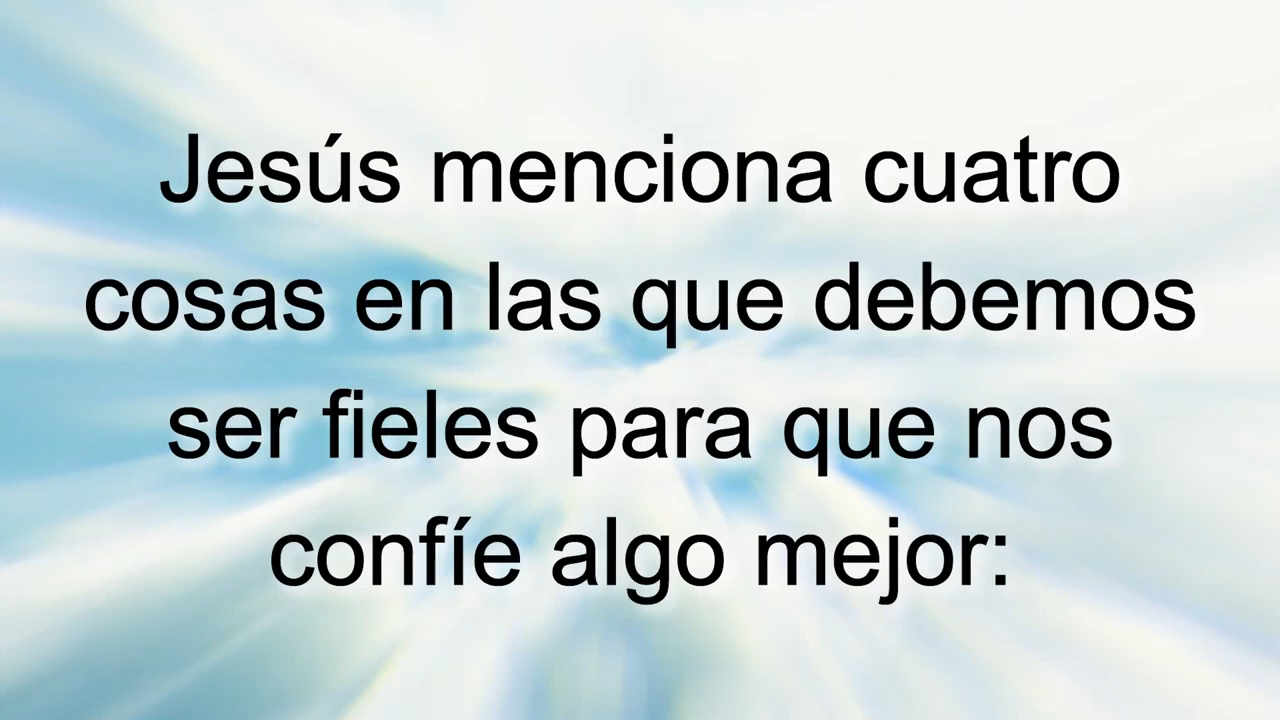 Jesús menciona cuatro
cosas en las que debemos
ser fieles para que nos
confíe algo mejor: